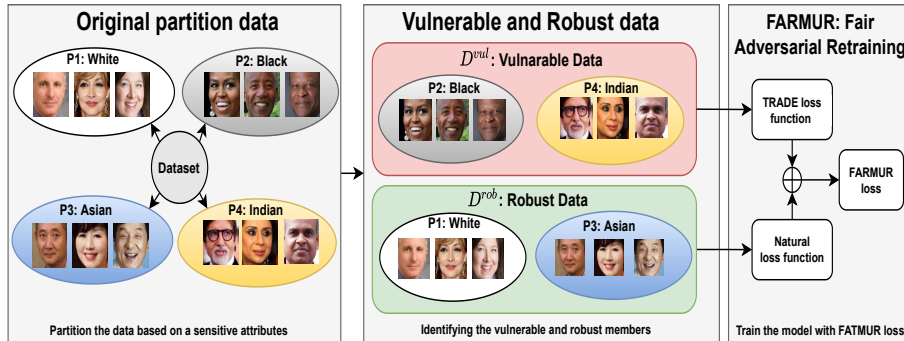 Original partition data
P1: White
P2: Black
Dataset
P3: Asian
P4: Indian
Partition the data based on a sensitive attributes
Vulnerable and Robust data
D^{vul}: Vulnarable Data
P2: Black
P4: Indian
D^{rob}: Robust Data
P1: White
P3: Asian
Identifying the vulnerable and robust members
FARMUR: Fair
Adversarial Retraining
TRADE loss
function
FARMUR
loss
Natural
loss function
Train the model with FATMUR loss